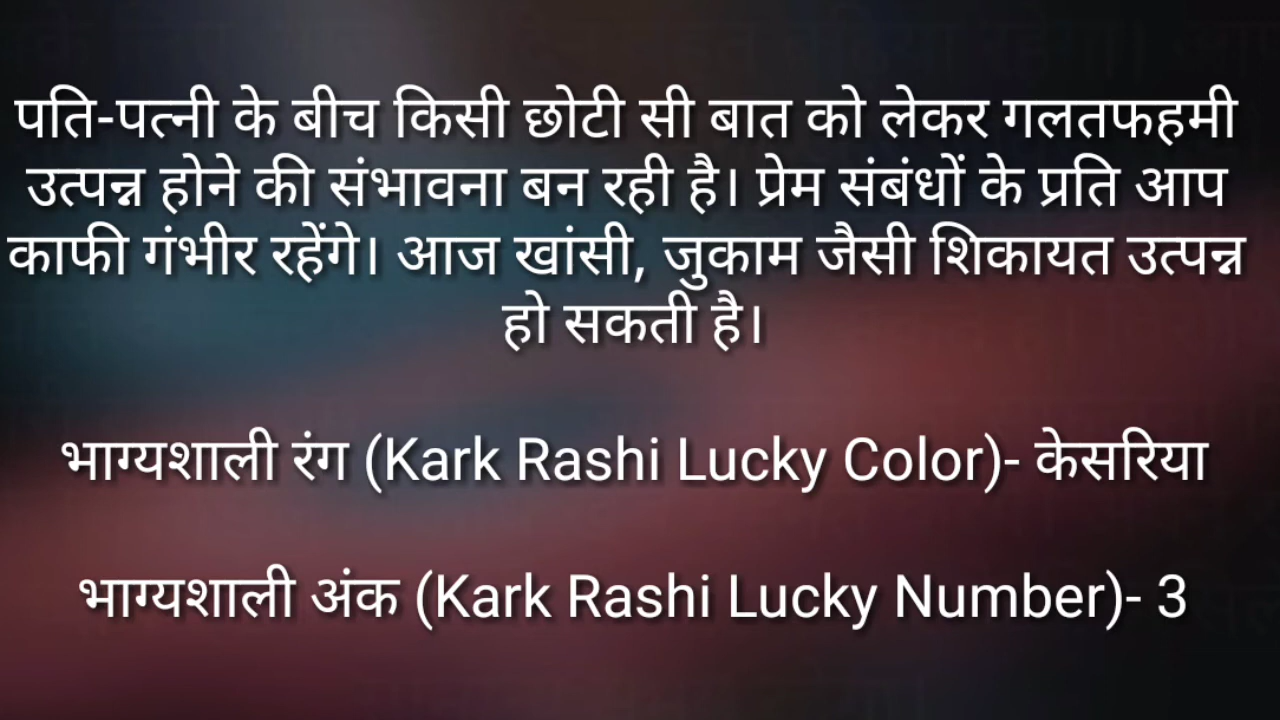 पति-पत्नी के बीच किसी छोटी सी बात को लेकर गलतफहमी
उत्पन्न होने की संभावना बन रही है। प्रेम संबंधों के प्रति आप
काफी गंभीर रहेंगे। आज खांसी, जुकाम जैसी शिकायत उत्पन्न
हो सकती है।
भाग्यशाली रंग (Kark Rashi Lucky Color)- केसरिया
भाग्यशाली अंक (Kark Rashi Lucky Number)- 3